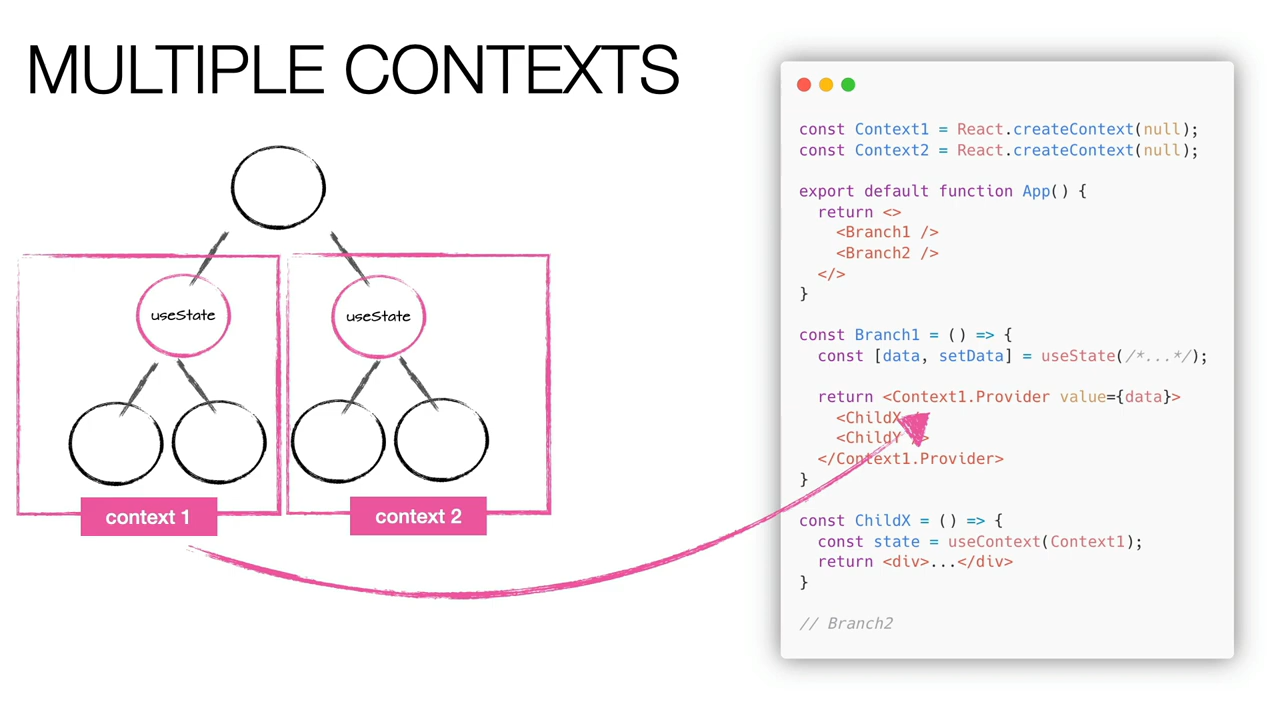 MULTIPLE CONTEXTS
useState
useState
context 1
context 2
const Context1 = React.createContext(null);
const Context2 = React.createContext(null);
export default function App() {
  return <>
    <Branch1 />
    <Branch2 />
  </>
}
const Branch1 = () => {
  const [data, setData] = useState(/*...*/);
  return <Context1.Provider value={data}>
    <ChildX
    <ChildY />
  </Context1.Provider>
}
const ChildX = () => {
  const state = useContext(Context1);
  return <div>...</div>
}
// Branch2